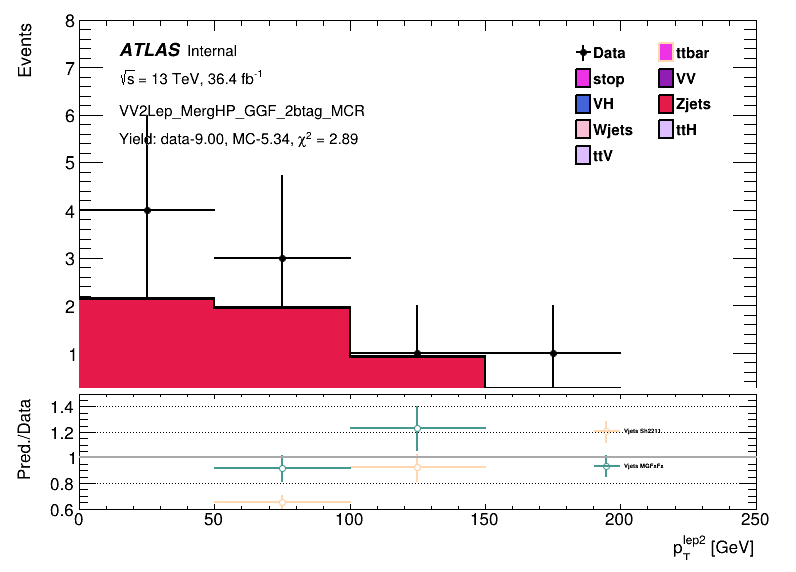 Events
8
7
6
5
4
3
2
1
ATLAS Internal
√s = 13 TeV, 36.4 fb⁻¹
VV2Lep_MergHP_GGF_2btag_MCR
Yield: data-9.00, MC-5.34, χ² = 2.89
Data
ttbar
stop
VV
VH
Zjets
Wjets
ttH
ttV
Pred./Data
1.4
1.2
1
0.8
0.6
Vjets Sh2211
Vjets MGFxFx
0 50 100 150 200 250
p_T^lep2 [GeV]